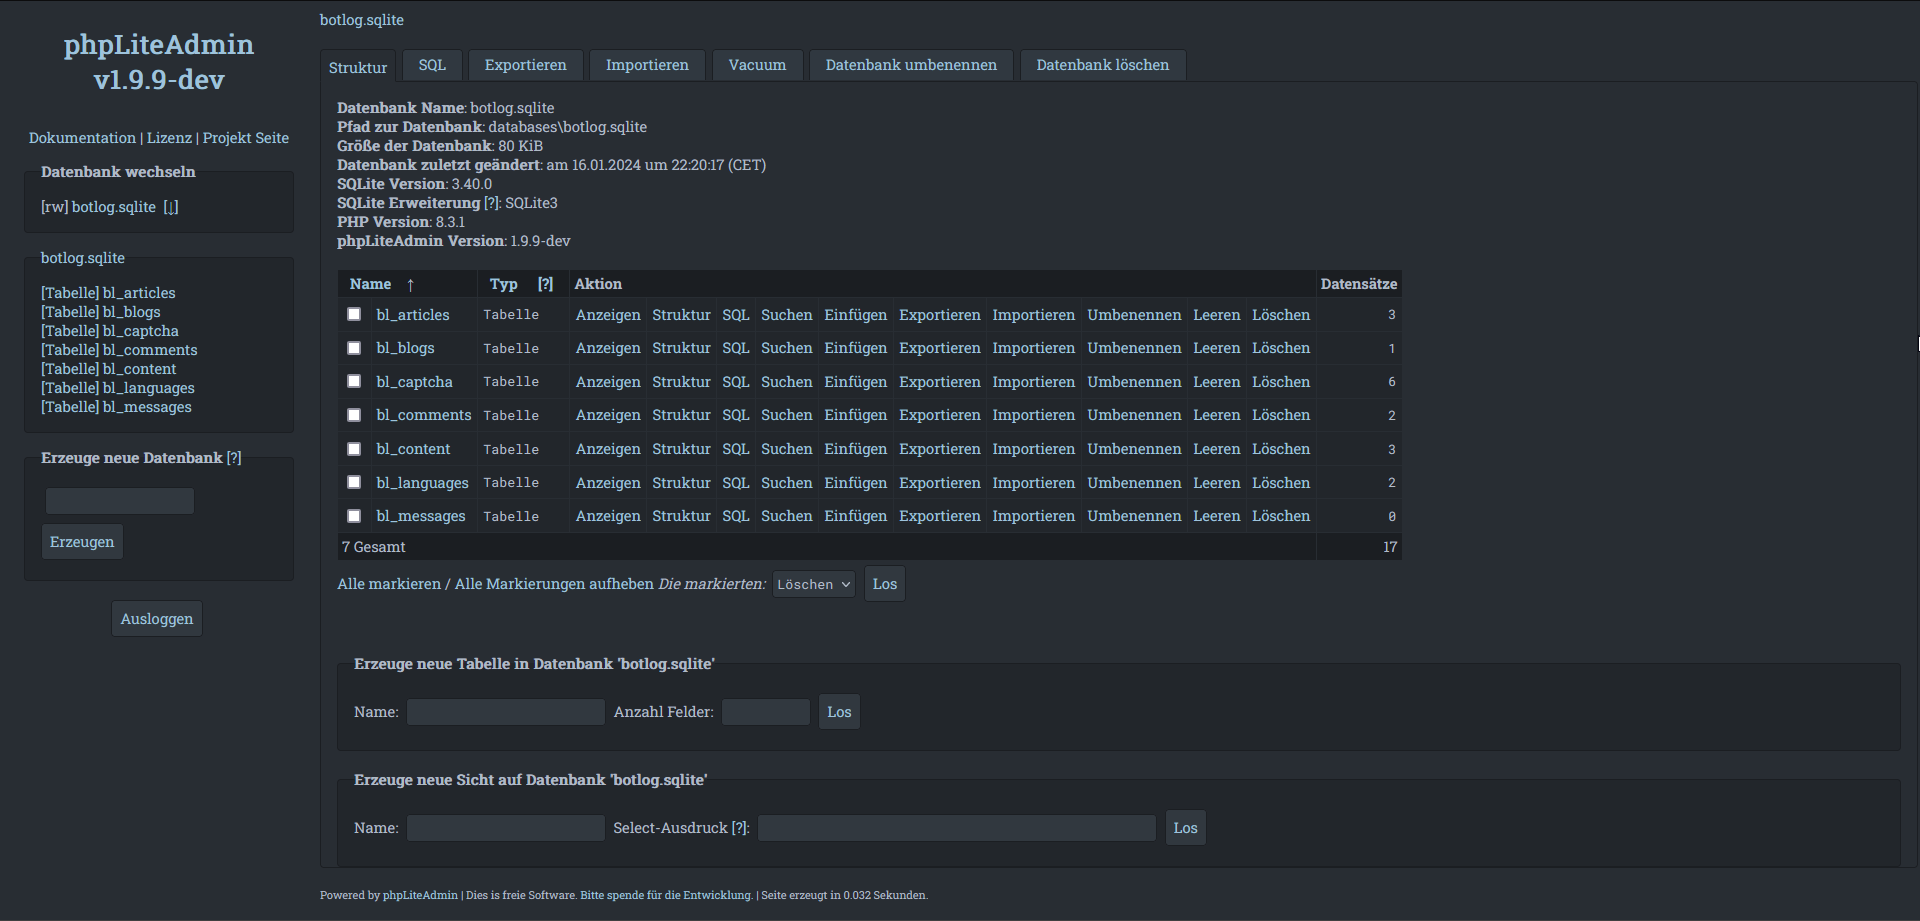 phpLiteAdmin
v1.9.9-dev
Dokumentation | Lizenz | Projekt Seite
Datenbank wechseln
[rw] botlog.sqlite [↓]
botlog.sqlite
[Tabelle] bl_articles
[Tabelle] bl_blogs
[Tabelle] bl_captcha
[Tabelle] bl_comments
[Tabelle] bl_content
[Tabelle] bl_languages
[Tabelle] bl_messages
Erzeuge neue Datenbank [?]
Erzeugen
Ausloggen
botlog.sqlite
Struktur SQL Exportieren Importieren Vacuum Datenbank umbenennen Datenbank löschen
Datenbank Name: botlog.sqlite
Pfad zur Datenbank: databases\botlog.sqlite
Größe der Datenbank: 80 KiB
Datenbank zuletzt geändert: am 16.01.2024 um 22:20:17 (CET)
SQLite Version: 3.40.0
SQLite Erweiterung [?]: SQLite3
PHP Version: 8.3.1
phpLiteAdmin Version: 1.9.9-dev
Name ↑ Typ [?] Aktion Datensätze
bl_articles Tabelle Anzeigen Struktur SQL Suchen Einfügen Exportieren Importieren Umbenennen Leeren Löschen 3
bl_blogs Tabelle Anzeigen Struktur SQL Suchen Einfügen Exportieren Importieren Umbenennen Leeren Löschen 1
bl_captcha Tabelle Anzeigen Struktur SQL Suchen Einfügen Exportieren Importieren Umbenennen Leeren Löschen 6
bl_comments Tabelle Anzeigen Struktur SQL Suchen Einfügen Exportieren Importieren Umbenennen Leeren Löschen 2
bl_content Tabelle Anzeigen Struktur SQL Suchen Einfügen Exportieren Importieren Umbenennen Leeren Löschen 3
bl_languages Tabelle Anzeigen Struktur SQL Suchen Einfügen Exportieren Importieren Umbenennen Leeren Löschen 2
bl_messages Tabelle Anzeigen Struktur SQL Suchen Einfügen Exportieren Importieren Umbenennen Leeren Löschen 0
7 Gesamt 17
Alle markieren / Alle Markierungen aufheben Die markierten: Löschen Los
Erzeuge neue Tabelle in Datenbank 'botlog.sqlite'
Name: Anzahl Felder: Los
Erzeuge neue Sicht auf Datenbank 'botlog.sqlite'
Name: Select-Ausdruck [?]: Los
Powered by phpLiteAdmin | Dies is freie Software. Bitte spende für die Entwicklung. | Seite erzeugt in 0.032 Sekunden.